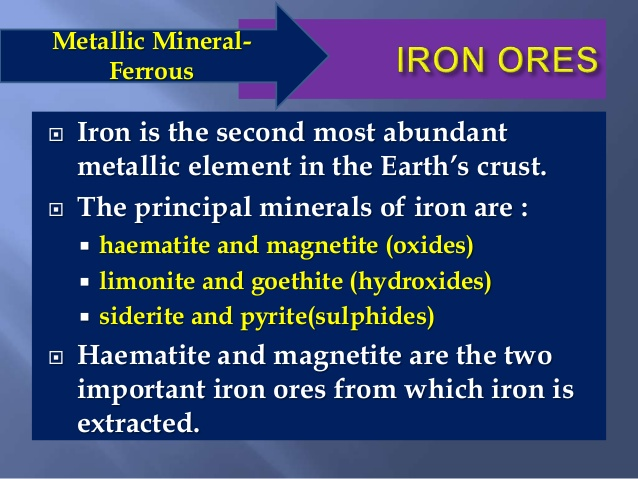 Metallic Mineral-
Ferrous
IRON ORES
Iron is the second most abundant
metallic element in the Earth's crust.
The principal minerals of iron are :
haematite and magnetite (oxides)
limonite and goethite (hydroxides)
siderite and pyrite(sulphides)
Haematite and magnetite are the two
important iron ores from which iron is
extracted.